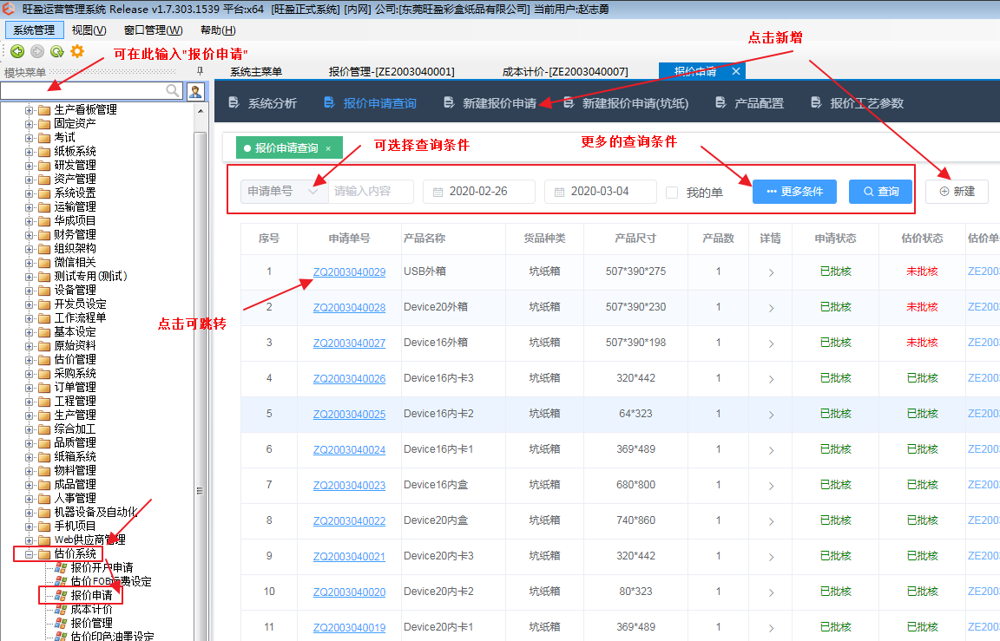 旺盈运营管理系统 Release v1.7.303.1539 平台:x64 [旺盈正式系统] [内网] 公司:[东莞旺盈彩盒纸品有限公司] 当前用户:赵志勇
系统管理 视图(V) 窗口管理(W) 帮助(H)
可在此输入"报价申请"
点击新增
模块菜单
系统主菜单 报价管理-[ZE2003040001] 成本计价-[ZE2003040007] 报价申请 ×
系统分析 报价申请查询 新建报价申请 新建报价申请(坑纸) 产品配置 报价工艺参数
生产看板管理
固定资产
考试
纸板系统
研发管理
资产管理
系统设置
运输管理
华成项目
财务管理
组织架构
微信相关
测试专用(测试)
设备管理
开发员设定
工作流程单
基本设定
原始资料
估价管理
采购系统
订单管理
工程管理
生产管理
综合加工
品质管理
纸箱系统
物料管理
成品管理
人事管理
机器设备及自动化
手机项目
Web供应商管理
估价系统
报价开户申请
估价FOB运费设定
报价申请
成本计价
报价管理
估价印色油墨设定
报价申请查询 ×
可选择查询条件
更多的查询条件
申请单号 请输入内容 2020-02-26 2020-03-04 我的单 更多条件 查询 新建
序号 申请单号 产品名称 货品种类 产品尺寸 产品数 详情 申请状态 估价状态 估价单
1 ZQ2003040029 USB外箱 坑纸箱 507*390*275 1 已批核 未批核 ZE2003
2 ZQ2003040028 Device20外箱 坑纸箱 507*390*230 1 已批核 未批核 ZE2003
点击可跳转
3 ZQ2003040027 Device16外箱 坑纸箱 507*390*198 1 已批核 未批核 ZE2003
4 ZQ2003040026 Device16内卡3 坑纸箱 320*442 1 已批核 已批核 ZE2003
5 ZQ2003040025 Device16内卡2 坑纸箱 64*323 1 已批核 已批核 ZE2003
6 ZQ2003040024 Device16内卡1 坑纸箱 369*489 1 已批核 已批核 ZE2003
7 ZQ2003040023 Device16内盒 坑纸箱 680*800 1 已批核 已批核 ZE2003
8 ZQ2003040022 Device20内盒 坑纸箱 740*860 1 已批核 已批核 ZE2003
9 ZQ2003040021 Device20内卡3 坑纸箱 320*442 1 已批核 已批核 ZE2003
10 ZQ2003040020 Device20内卡2 坑纸箱 80*323 1 已批核 已批核 ZE2003
11 ZQ2003040019 Device20内卡1 坑纸箱 369*489 1 已批核 已批核 ZE2003